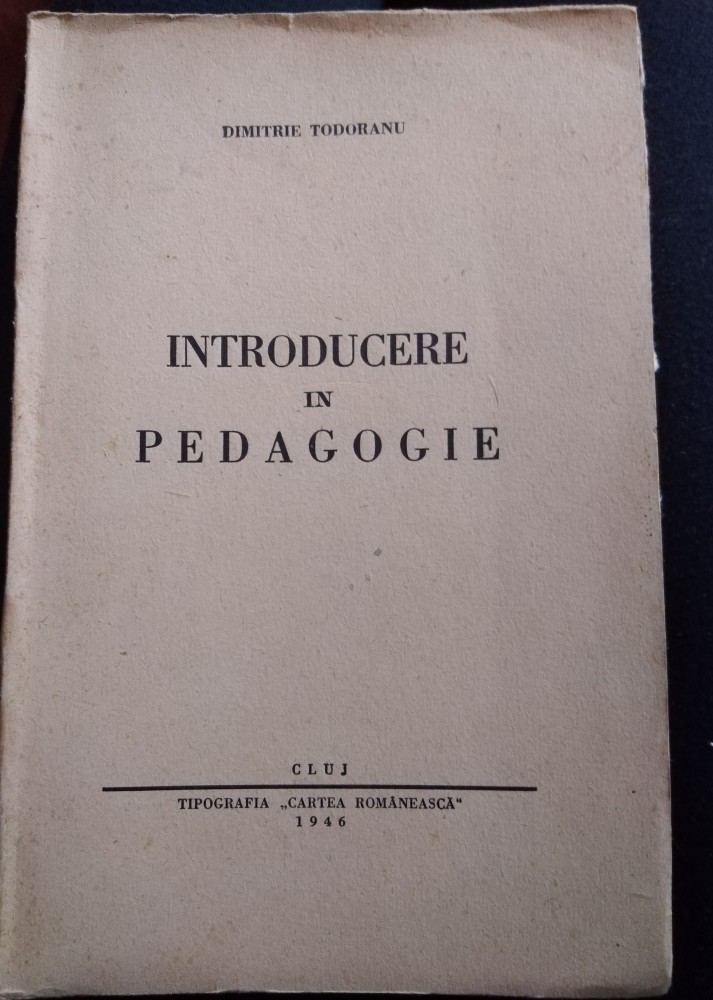 DIMITRIE TODORANU
INTRODUCERE
IN
PEDAGOGIE
CLUJ
TIPOGRAFIA „CARTEA ROMÂNEASCĂ“
1946